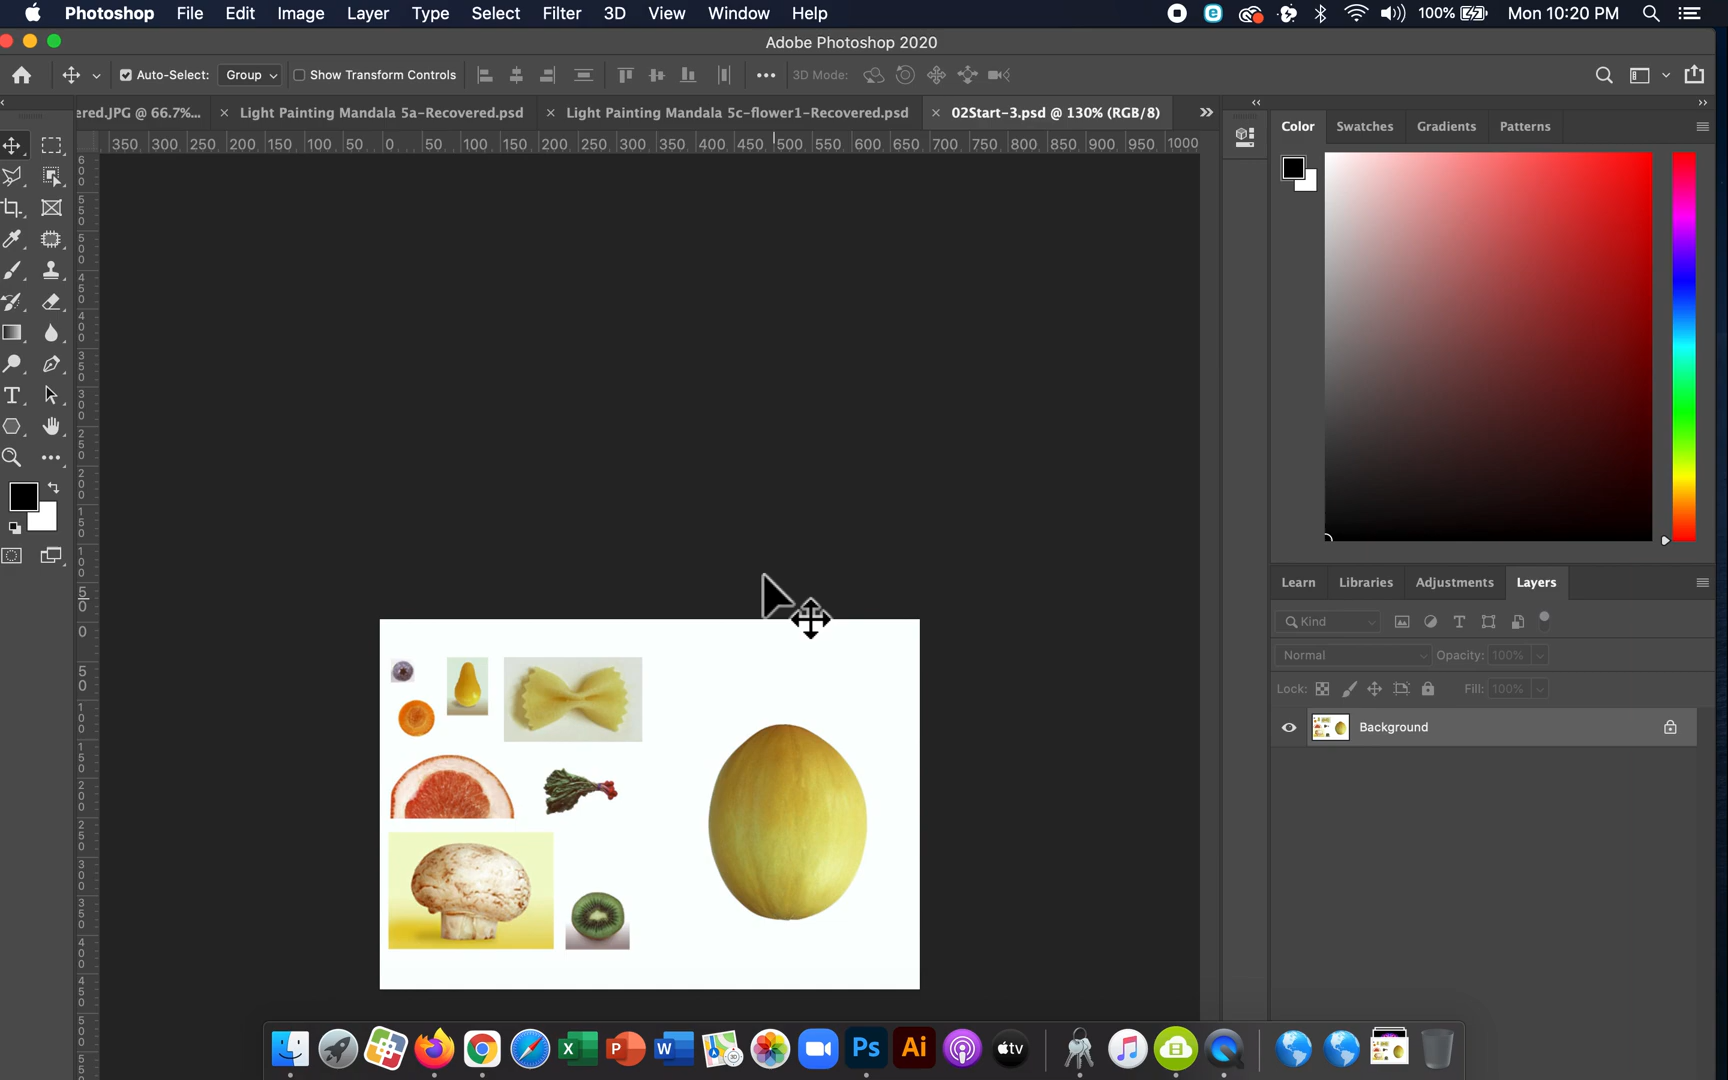 Photoshop File Edit Image Layer Type Select Filter 3D View Window Help 100% Mon 10:20 PM
Adobe Photoshop 2020
Auto-Select: Group Show Transform Controls 3D Mode:
ered.JPG @ 66.7%... Light Painting Mandala 5a-Recovered.psd Light Painting Mandala 5c-flower1-Recovered.psd 02Start-3.psd @ 130% (RGB/8)
350 300 250 200 150 100 50 0 50 100 150 200 250 300 350 400 450 500 550 600 650 700 750 800 850 900 950 1000
Color Swatches Gradients Patterns
Learn Libraries Adjustments Layers
Kind
Normal Opacity: 100%
Lock: Fill: 100%
Background
X P W 3D zoom Ps Ai tv